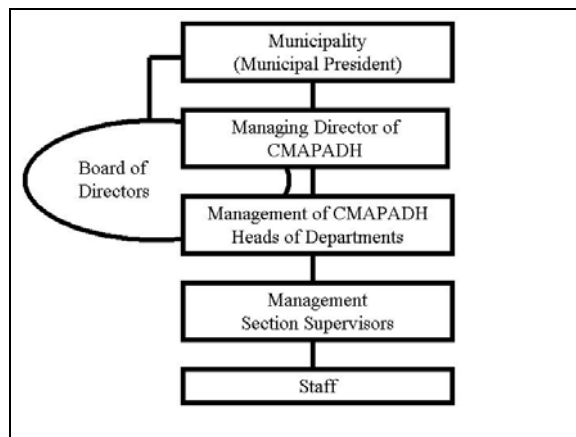 Municipality
(Municipal President)
Managing Director of
CMAPADH
Board of
Directors
Management of CMAPADH
Heads of Departments
Management
Section Supervisors
Staff